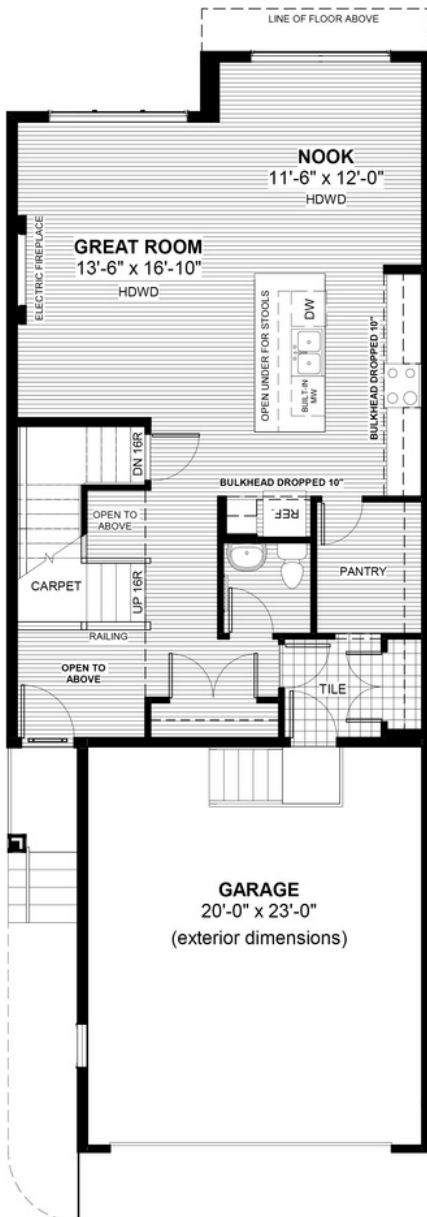 LINE OF FLOOR ABOVE
NOOK
11'-6" x 12'-0"
HDWD
GREAT ROOM
13'-6" x 16'-10"
HDWD
ELECTRIC FIREPLACE
OPEN UNDER FOR STOOLS
DW
BUILT-IN
MW
BULKHEAD DROPPED 10"
DN 16R
BULKHEAD DROPPED 10"
REF.
OPEN TO
ABOVE
PANTRY
CARPET
UP 16R
RAILING
OPEN TO
ABOVE
TILE
GARAGE
20'-0" x 23'-0"
(exterior dimensions)